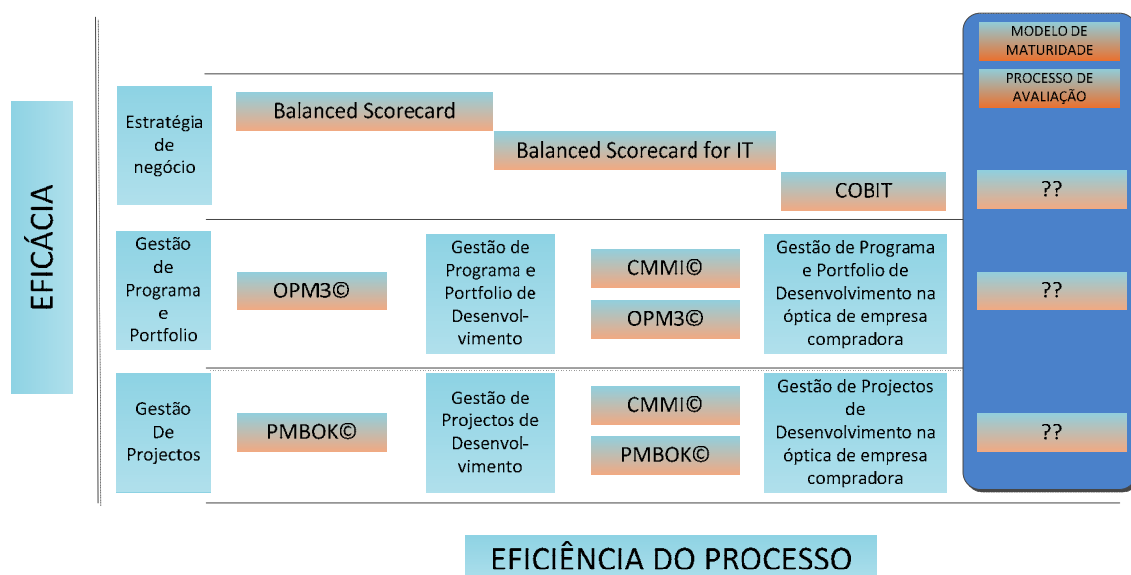 EFICÁCIA
MODELO DE
MATURIDADE
PROCESSO DE
AVALIAÇÃO
Estratégia
de
negócio
Balanced Scorecard
Balanced Scorecard for IT
COBIT
??
Gestão
de
Programa
e
Portfolio
OPM3©
Gestão de
Programa e
Portfolio de
Desenvol-
vimento
CMMI©
OPM3©
Gestão de Programa
e Portfolio de
Desenvolvimento na
óptica de empresa
compradora
??
Gestão
De
Projectos
PMBOK©
Gestão de
Projectos de
Desenvol-
vimento
CMMI©
PMBOK©
Gestão de Projectos
de
Desenvolvimento na
óptica de empresa
compradora
??
EFICIÊNCIA DO PROCESSO